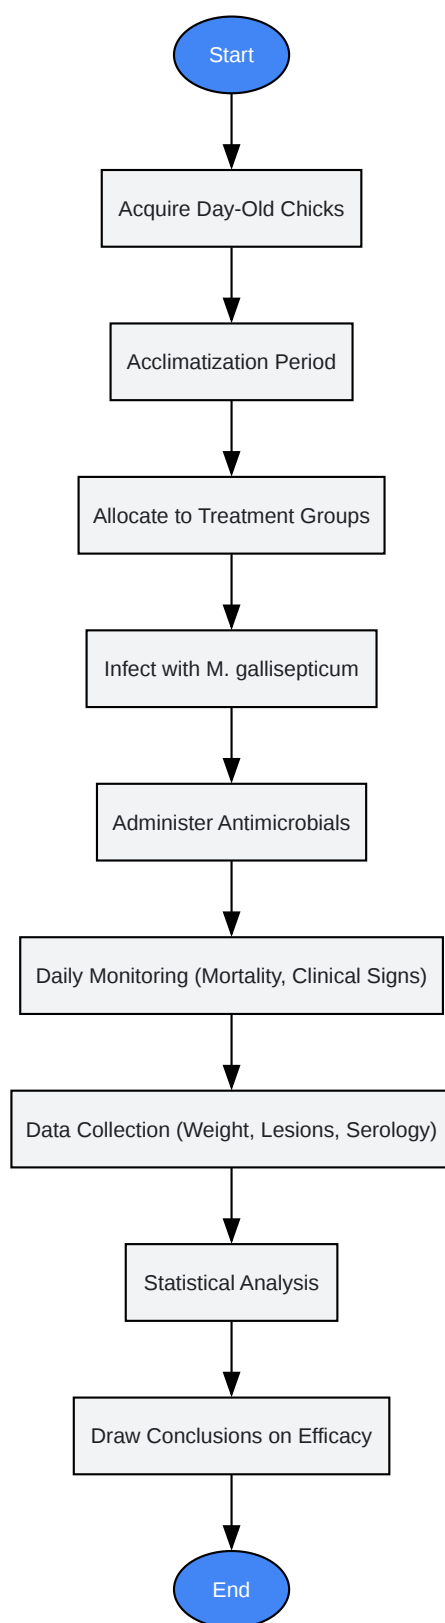 Start
Acquire Day-Old Chicks
Acclimatization Period
Allocate to Treatment Groups
Infect with M. gallisepticum
Administer Antimicrobials
Daily Monitoring (Mortality, Clinical Signs)
Data Collection (Weight, Lesions, Serology)
Statistical Analysis
Draw Conclusions on Efficacy
End